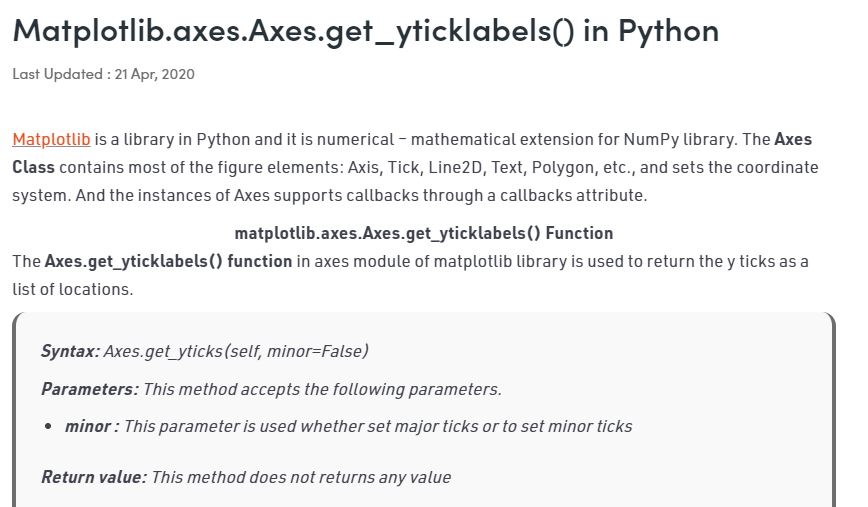 Matplotlib.axes.Axes.get_yticklabels() in Python
Last Updated : 21 Apr, 2020
Matplotlib is a library in Python and it is numerical – mathematical extension for NumPy library. The Axes
Class contains most of the figure elements: Axis, Tick, Line2D, Text, Polygon, etc., and sets the coordinate
system. And the instances of Axes supports callbacks through a callbacks attribute.
matplotlib.axes.Axes.get_yticklabels() Function
The Axes.get_yticklabels() function in axes module of matplotlib library is used to return the y ticks as a
list of locations.
Syntax: Axes.get_yticks(self, minor=False)
Parameters: This method accepts the following parameters.
• minor : This parameter is used whether set major ticks or to set minor ticks
Return value: This method does not returns any value